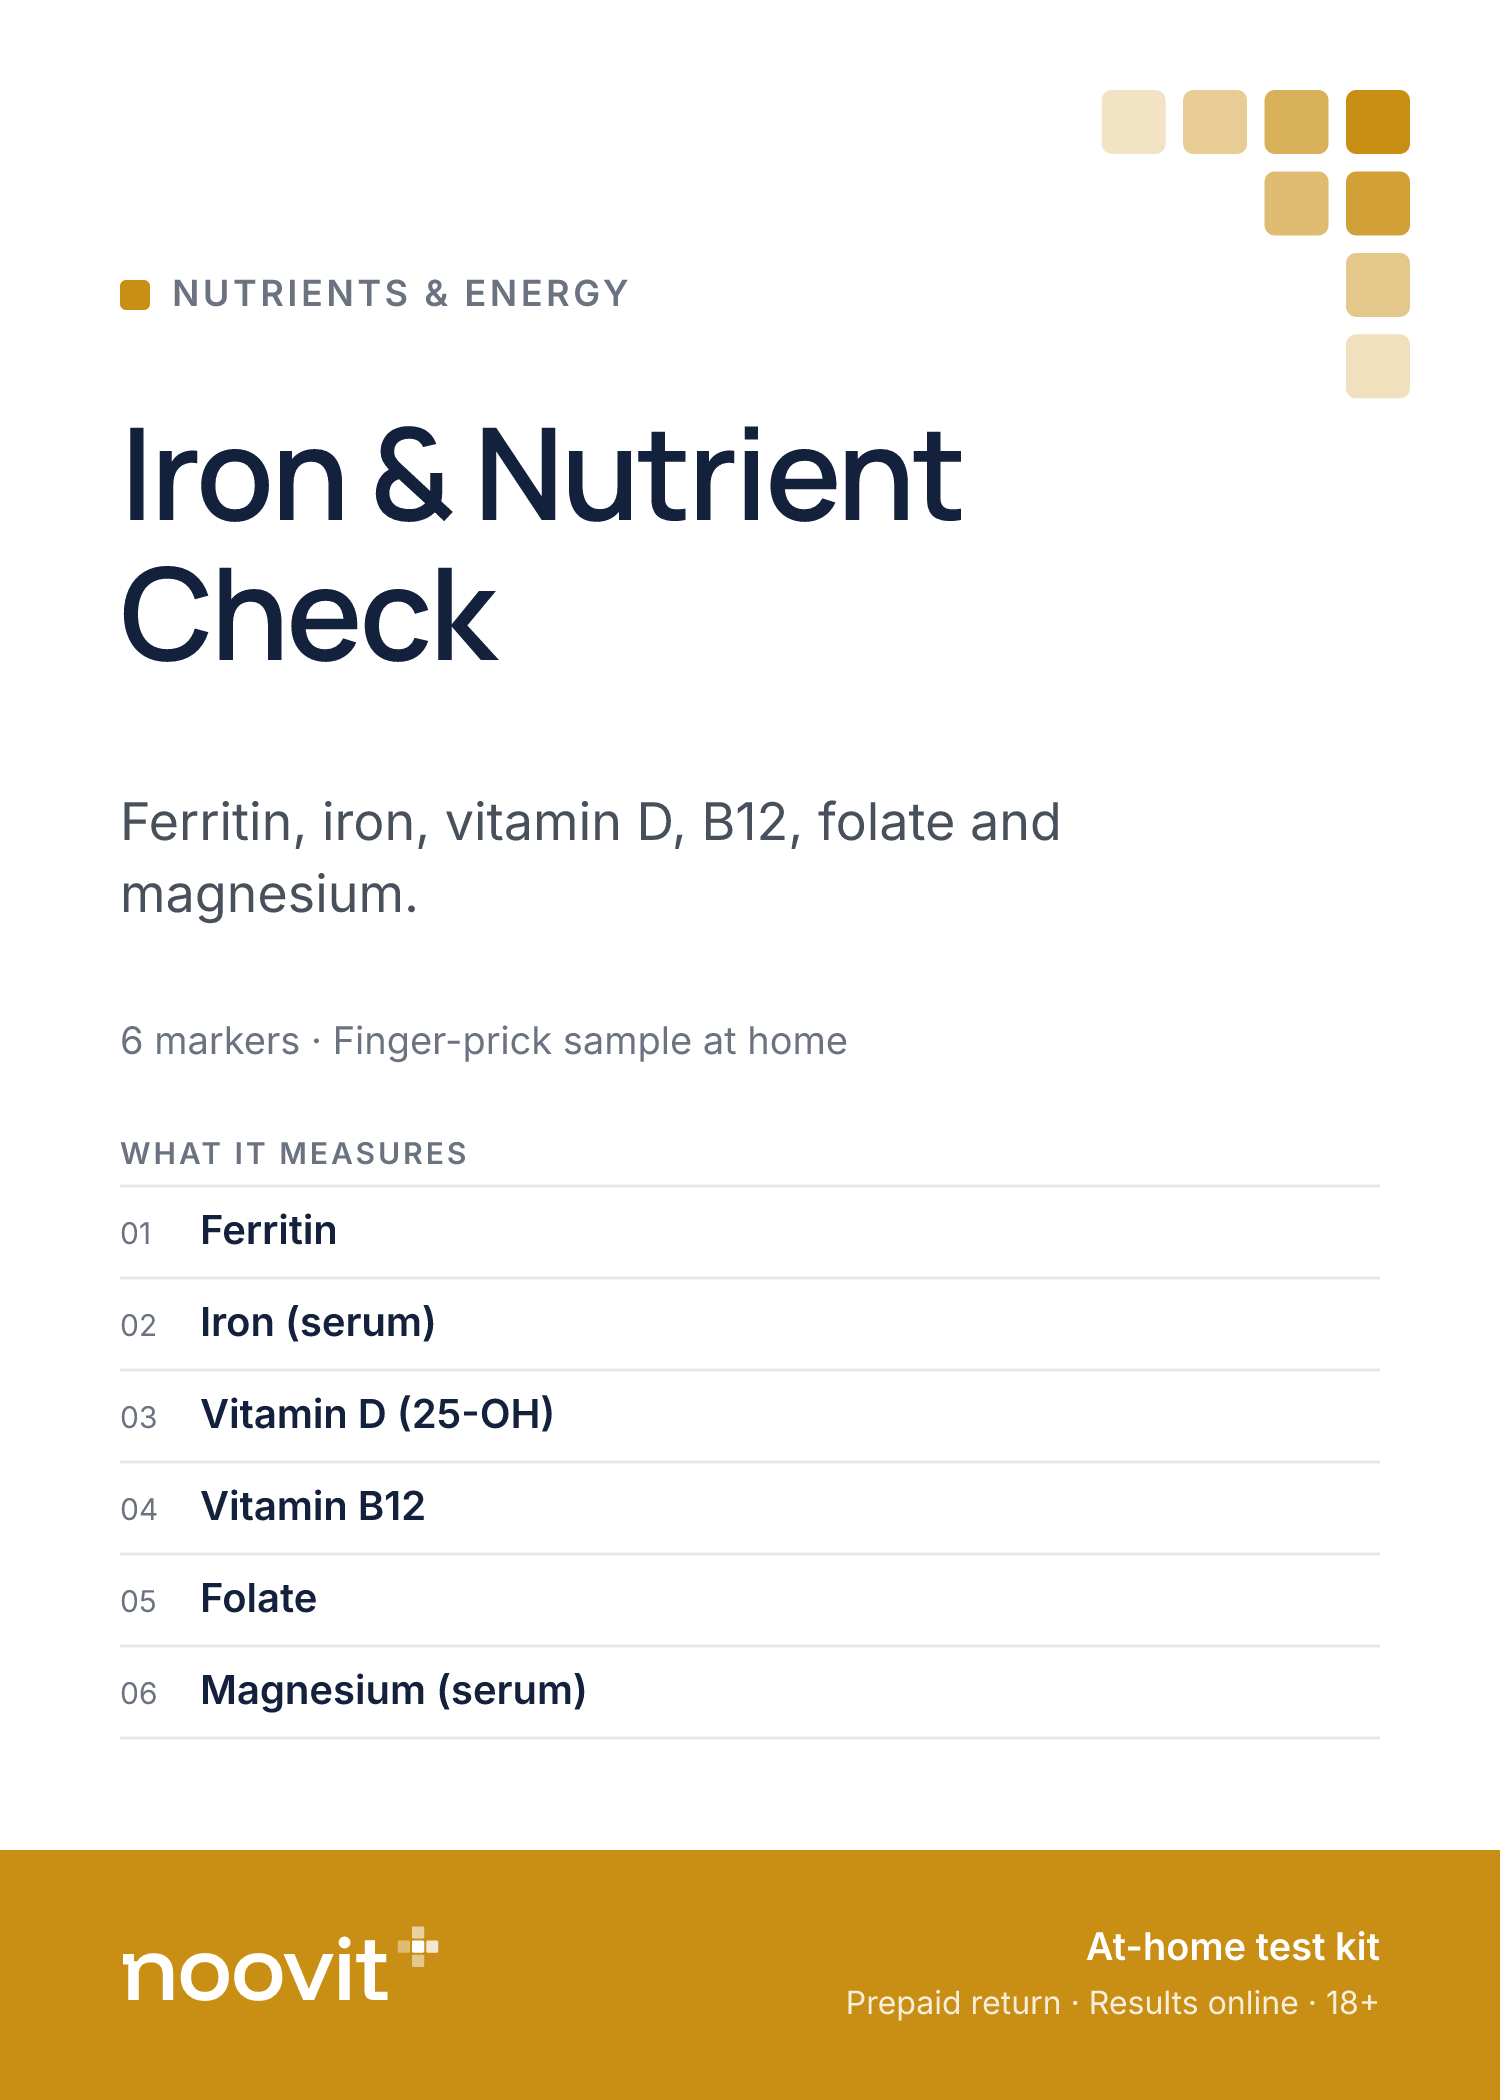 NUTRIENTS & ENERGY
Iron & Nutrient
Check
Ferritin, iron, vitamin D, B12, folate and
magnesium.
6 markers · Finger-prick sample at home
WHAT IT MEASURES
01 Ferritin
02 Iron (serum)
03 Vitamin D (25-OH)
04 Vitamin B12
05 Folate
06 Magnesium (serum)
noovit
At-home test kit
Prepaid return · Results online · 18+